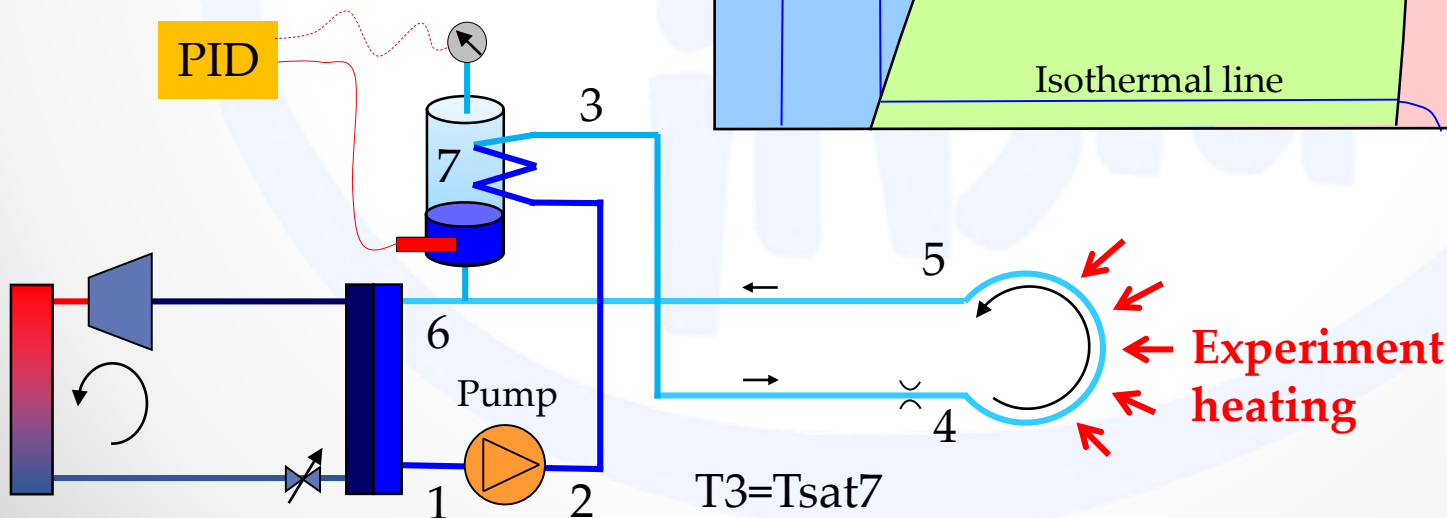 PID
3
Isothermal line
7
5
6
Experiment
heating
Pump
4
1
2
T3=Tsat7